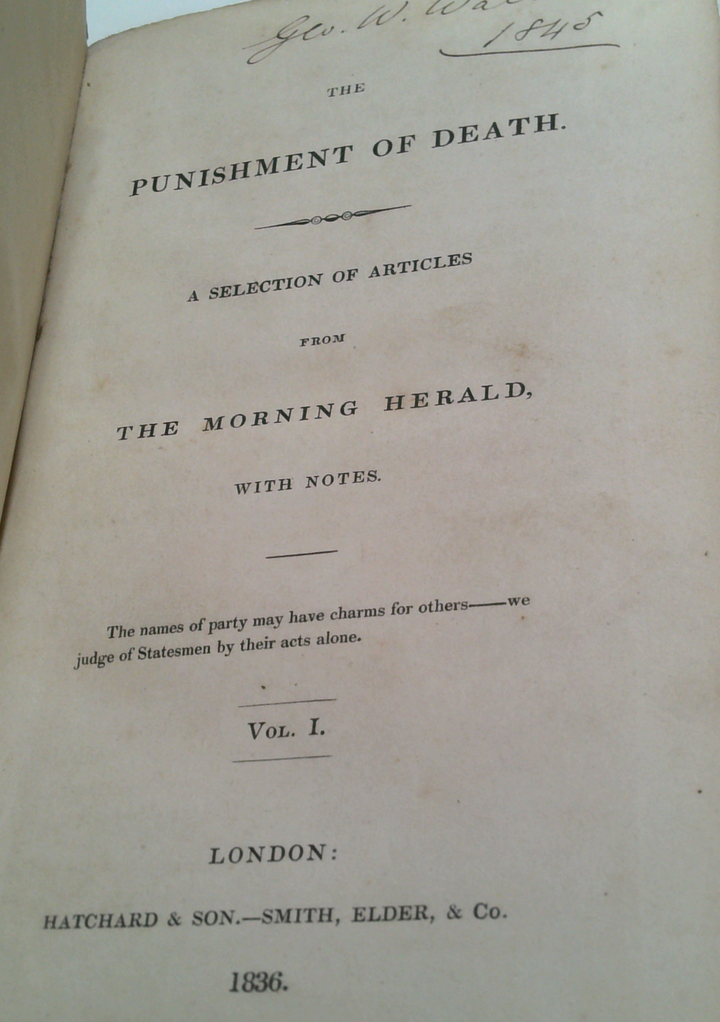 Geo. W.
1845
THE
PUNISHMENT OF DEATH.
A SELECTION OF ARTICLES
FROM
THE MORNING HERALD,
WITH NOTES.
The names of party may have charms for others——we
judge of Statesmen by their acts alone.
VOL. I.
LONDON:
HATCHARD & SON.—SMITH, ELDER, & Co.
1836.